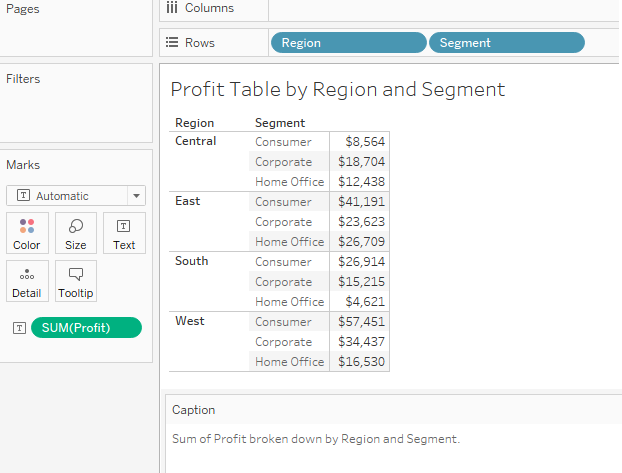 Pages
Columns
Rows
Region Segment
Filters
Marks
Automatic
Color Size Text
Detail Tooltip
SUM(Profit)
Profit Table by Region and Segment
Region Segment
Central Consumer $8,564
Corporate $18,704
Home Office $12,438
East Consumer $41,191
Corporate $23,623
Home Office $26,709
South Consumer $26,914
Corporate $15,215
Home Office $4,621
West Consumer $57,451
Corporate $34,437
Home Office $16,530
Caption
Sum of Profit broken down by Region and Segment.